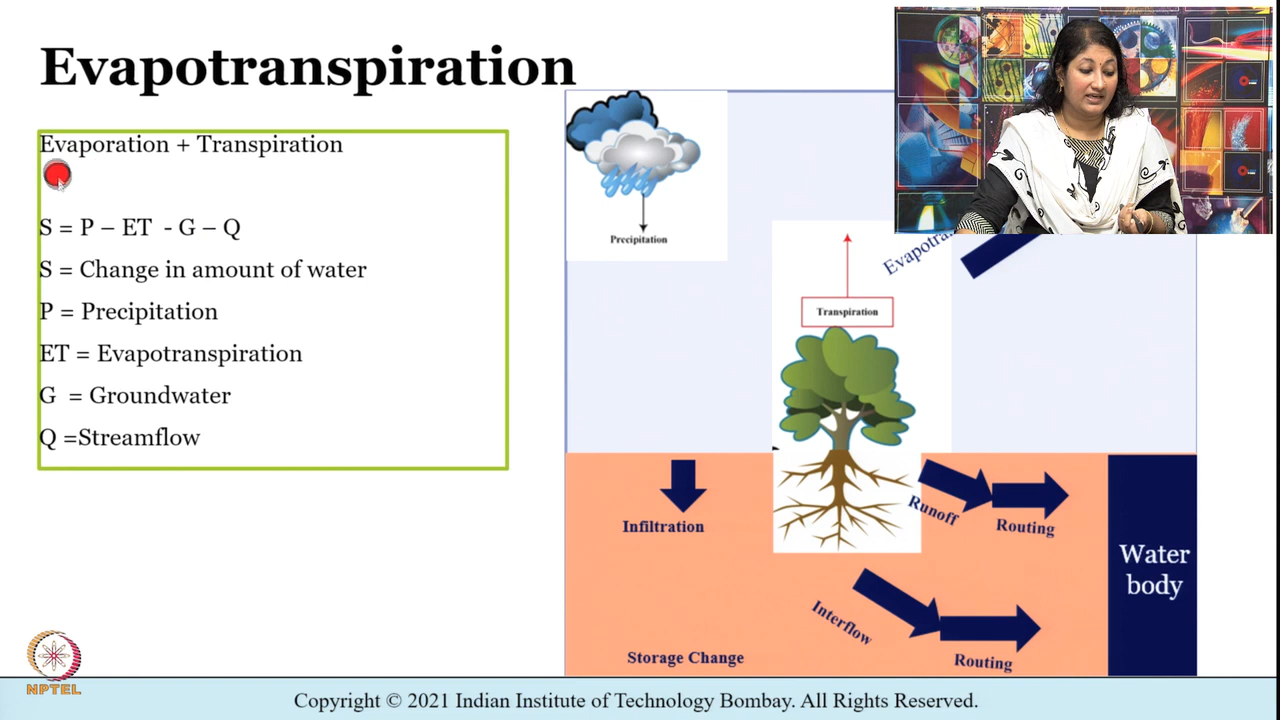 Evapotranspiration
Evaporation + Transpiration
S = P – ET - G – Q
S = Change in amount of water
P = Precipitation
ET = Evapotranspiration
G = Groundwater
Q =Streamflow
Precipitation
Transpiration
Infiltration
Runoff
Routing
Water
body
Interflow
Routing
Storage Change
NPTEL
Copyright © 2021 Indian Institute of Technology Bombay. All Rights Reserved.